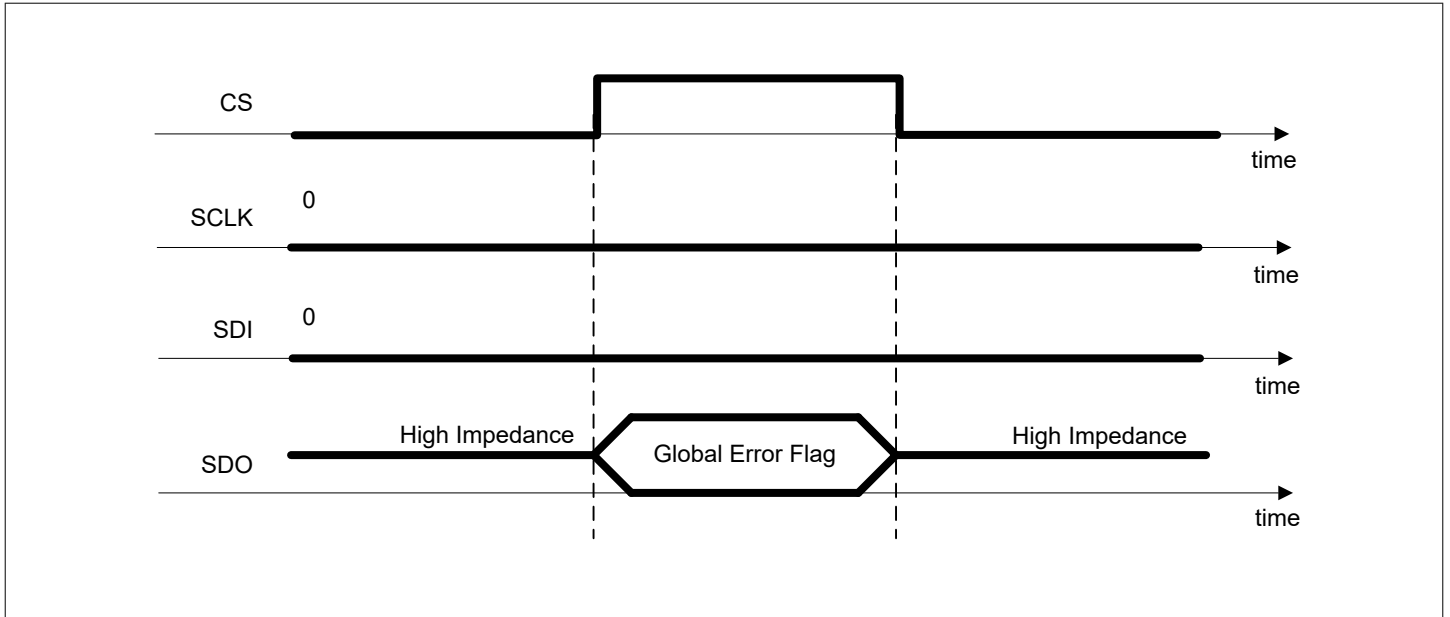 CS
time
0
SCLK
time
0
SDI
time
High Impedance
Global Error Flag
High Impedance
SDO
time